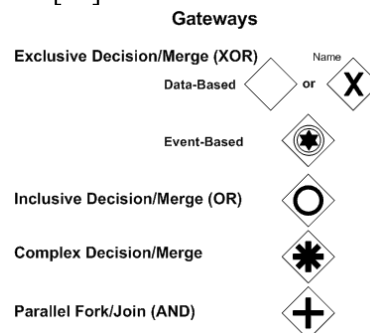 Gateways
Exclusive Decision/Merge (XOR)
Name
Data-Based
or
X
Event-Based
Inclusive Decision/Merge (OR)
Complex Decision/Merge
Parallel Fork/Join (AND)